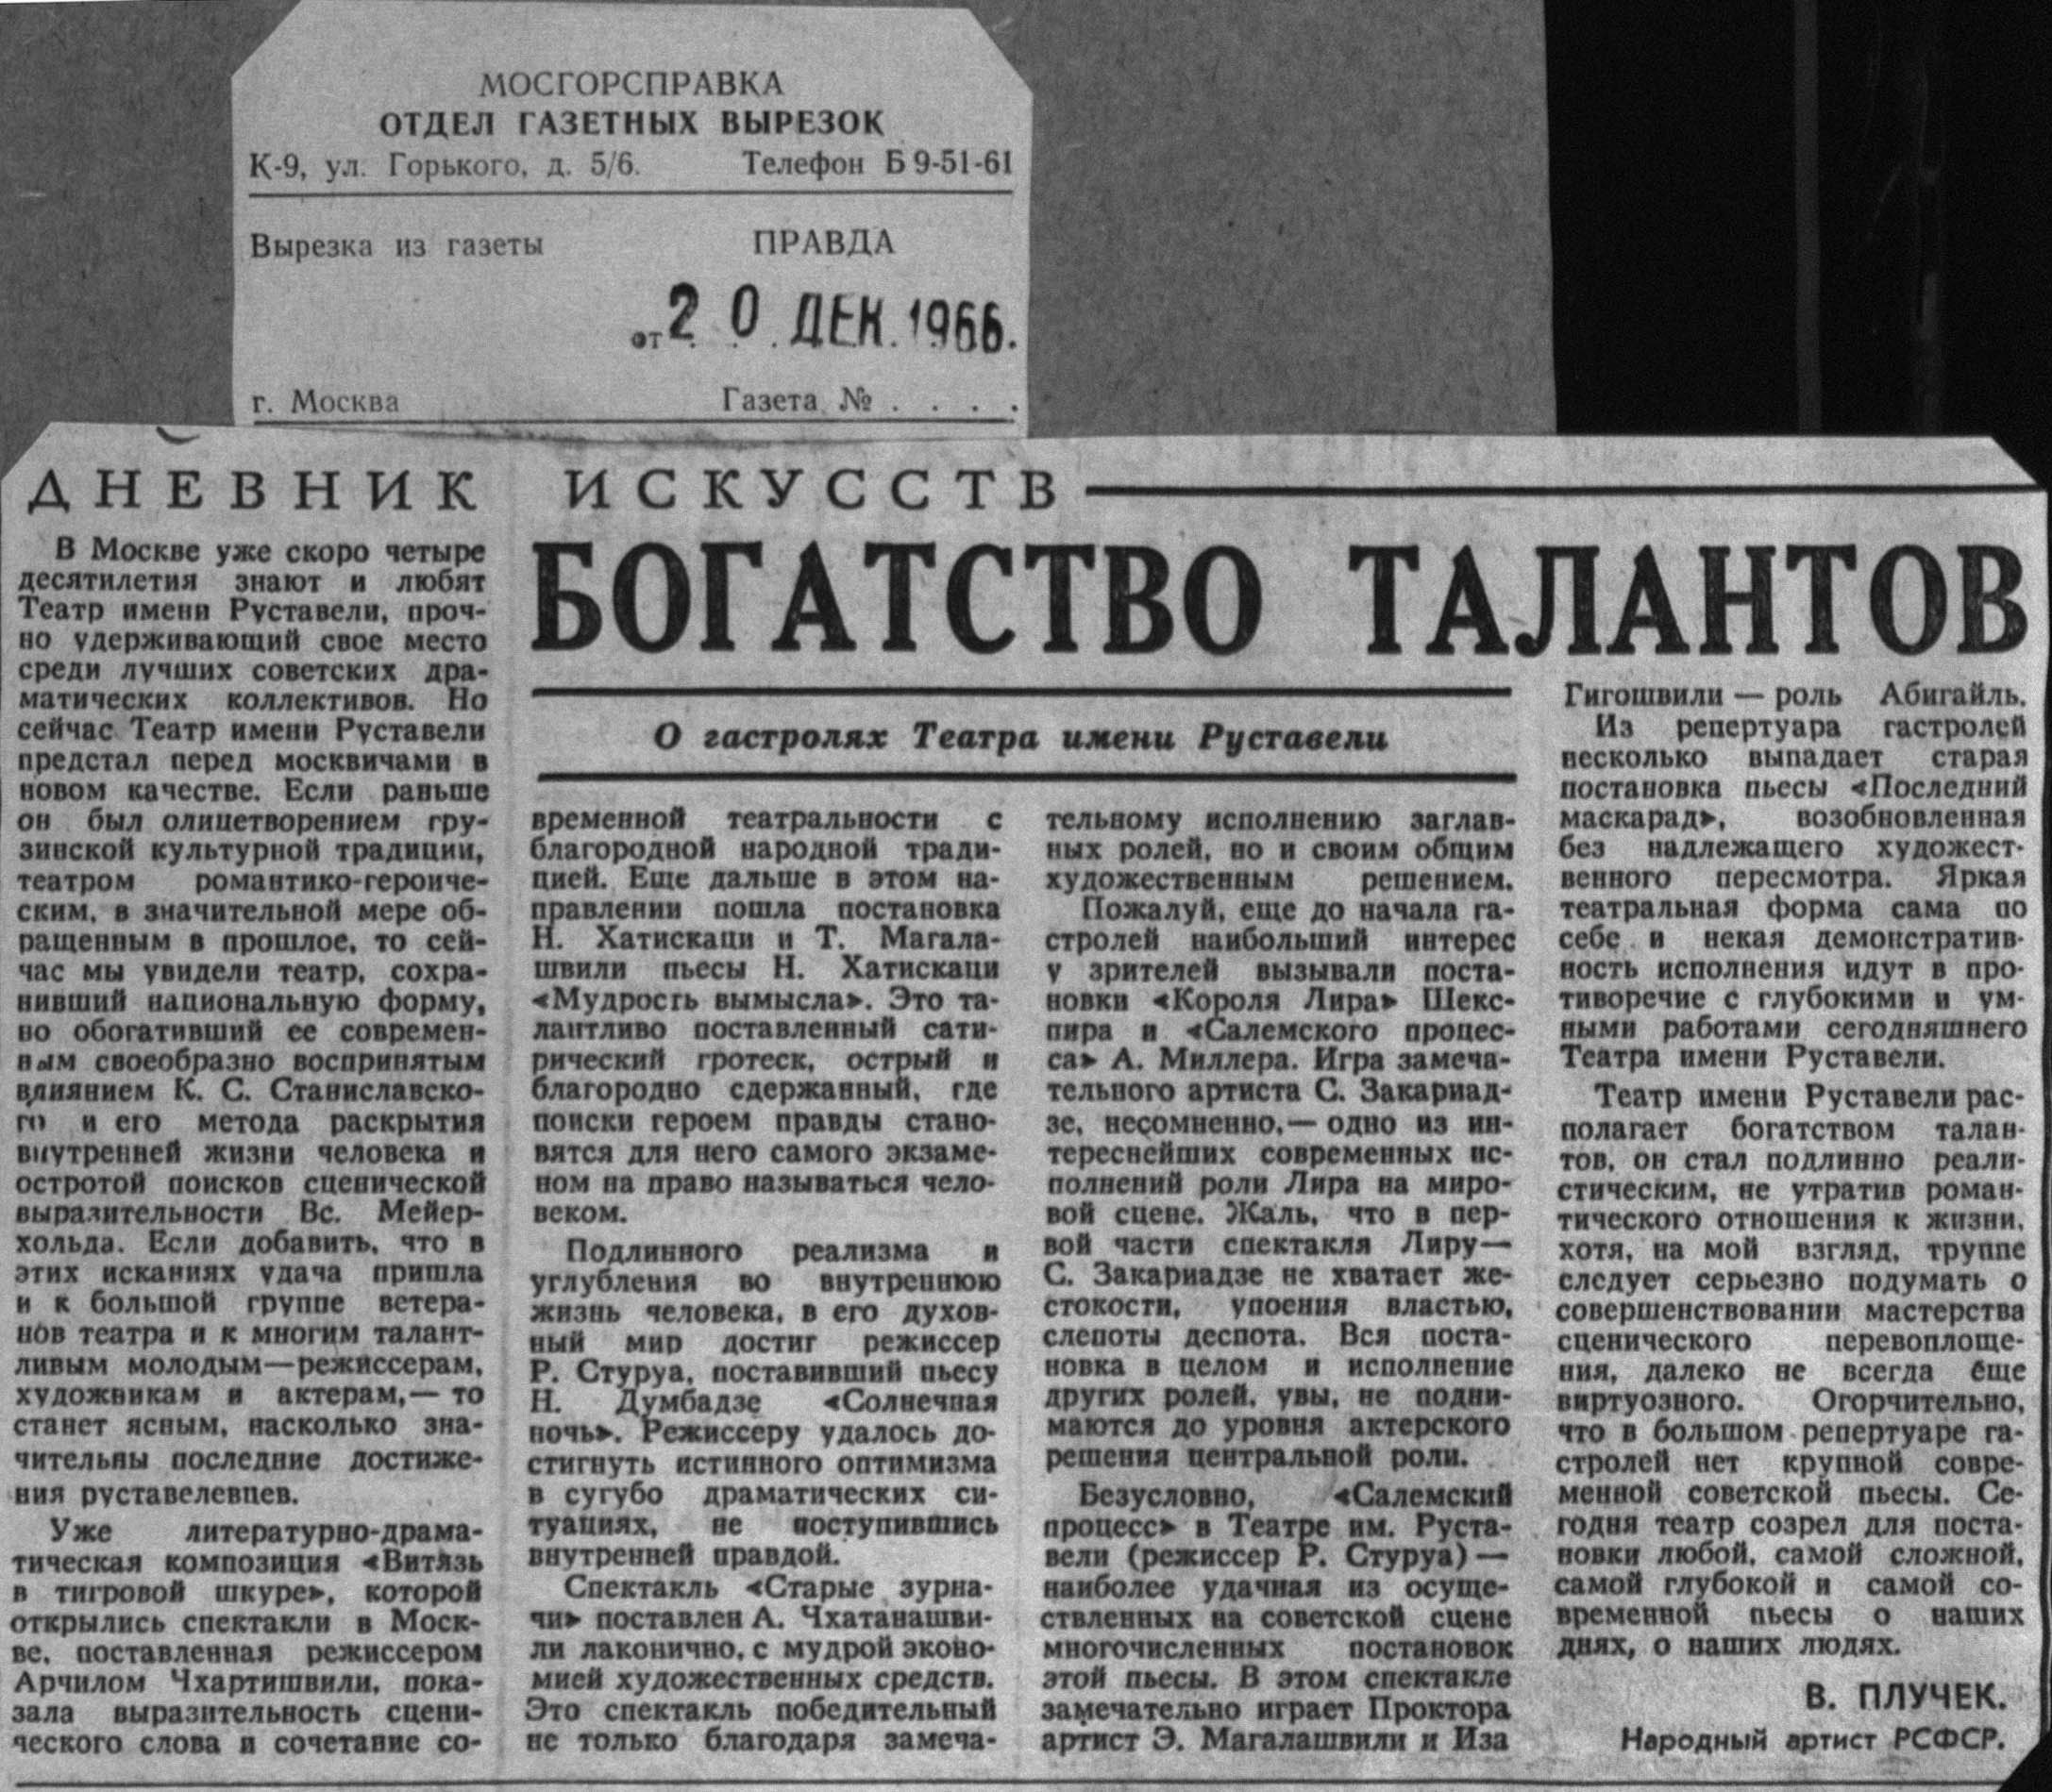 МОСГОРСПРАВКА
ОТДЕЛ ГАЗЕТНЫХ ВЫРЕЗОК
К-9, ул. Горького, д. 5/6. Телефон Б 9-51-61
Вырезка из газеты ПРАВДА
от 20 ДЕК. 1966.
г. Москва Газета № . . . .
ДНЕВНИК ИСКУССТВ
БОГАТСТВО ТАЛАНТОВ
О гастролях Театра имени Руставели
В Москве уже скоро четыре
десятилетия знают и любят
Театр имени Руставели, проч-
но удерживающий свое место
среди лучших советских дра-
матических коллективов. Но
сейчас Театр имени Руставели
предстал перед москвичами в
новом качестве. Если раньше
он был олицетворением гру-
зинской культурной традиции,
театром романтико-героиче-
ским, в значительной мере об-
ращенным в прошлое, то сей-
час мы увидели театр, сохра-
нивший национальную форму,
но обогативший ее современ-
ным своеобразно воспринятым
влиянием К. С. Станиславско-
го и его метода раскрытия
внутренней жизни человека и
остротой поисков сценической
выразительности Вс. Мейер-
хольда. Если добавить, что в
этих исканиях удача пришла
и к большой группе ветера-
нов театра и к многим талант-
ливым молодым—режиссерам,
художникам и актерам,— то
станет ясным, насколько зна-
чительны последние достиже-
ния руставелевцев.
Уже литературно-драма-
тическая композиция «Витязь
в тигровой шкуре», которой
открылись спектакли в Моск-
ве, поставленная режиссером
Арчилом Чхартишвили, пока-
зала выразительность сцени-
ческого слова и сочетание со-
временной театральности с
благородной народной тради-
цией. Еще дальше в этом на-
правлении пошла постановка
Н. Хатискаци и Т. Магала-
швили пьесы Н. Хатискаци
«Мудрость вымысла». Это та-
лантливо поставленный сати-
рический гротеск, острый и
благородно сдержанный, где
поиски героем правды стано-
вятся для него самого экзаме-
ном на право называться чело-
веком.
Подлинного реализма и
углубления во внутреннюю
жизнь человека, в его духов-
ный мир достиг режиссер
Р. Стуруа, поставивший пьесу
Н. Думбадзе «Солнечная
ночь». Режиссеру удалось до-
стигнуть истинного оптимизма
в сугубо драматических си-
туациях, не поступившись
внутренней правдой.
Спектакль «Старые зурна-
чи» поставлен А. Чхатанашви-
ли лаконично, с мудрой эконо-
мией художественных средств.
Это спектакль победительный
не только благодаря замеча-
тельному исполнению заглав-
ных ролей, но и своим общим
художественным решением.
Пожалуй, еще до начала га-
стролей наибольший интерес
у зрителей вызывали поста-
новки «Короля Лира» Шекс-
пира и «Салемского процес-
са» А. Миллера. Игра замеча-
тельного артиста С. Закариад-
зе, несомненно,— одно из ин-
тереснейших современных ис-
полнений роли Лира на миро-
вой сцене. Жаль, что в пер-
вой части спектакля Лиру—
С. Закариадзе не хватает же-
стокости, упоения властью,
слепоты деспота. Вся поста-
новка в целом и исполнение
других ролей, увы, не подни-
маются до уровня актерского
решения центральной роли.
Безусловно, «Салемский
процесс» в Театре им. Руста-
вели (режиссер Р. Стуруа) —
наиболее удачная из осуще-
ствленных на советской сцене
многочисленных постановок
этой пьесы. В этом спектакле
замечательно играет Проктора
артист Э. Магалашвили и Иза
Гигошвили — роль Абигайль.
Из репертуара гастролей
несколько выпадает старая
постановка пьесы «Последний
маскарад», возобновленная
без надлежащего художест-
венного пересмотра. Яркая
театральная форма сама по
себе и некая демонстратив-
ность исполнения идут в про-
тиворечие с глубокими и ум-
ными работами сегодняшнего
Театра имени Руставели.
Театр имени Руставели рас-
полагает богатством талан-
тов, он стал подлинно реали-
стическим, не утратив роман-
тического отношения к жизни,
хотя, на мой взгляд, труппе
следует серьезно подумать о
совершенствовании мастерства
сценического перевоплоще-
ния, далеко не всегда еще
виртуозного. Огорчительно,
что в большом репертуаре га-
стролей нет крупной совре-
менной советской пьесы. Се-
годня театр созрел для поста-
новки любой, самой сложной,
самой глубокой и самой со-
временной пьесы о наших
днях, о наших людях.
В. ПЛУЧЕК.
Народный артист РСФСР.